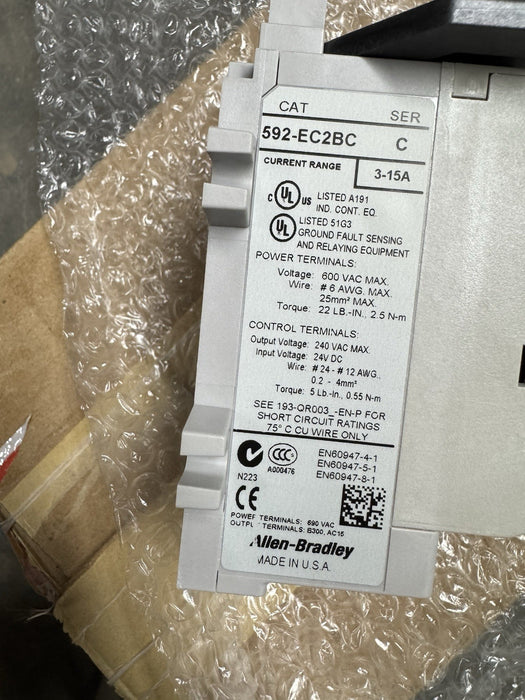 CAT SER
592-EC2BC C
CURRENT RANGE 3-15A
C UL US LISTED A191
IND. CONT. EQ.
UL LISTED 51G3
GROUND FAULT SENSING
AND RELAYING EQUIPMENT
POWER TERMINALS:
Voltage: 600 VAC MAX.
Wire: # 6 AWG. MAX.
25mm² MAX.
Torque: 22 LB.-IN., 2.5 N-m
CONTROL TERMINALS:
Output Voltage: 240 VAC MAX.
Input Voltage: 24V DC
Wire: # 24 - # 12 AWG.,
0.2 - 4mm²
Torque: 5 Lb.-IN., 0.55 N-m
SEE 193-QR003_-EN-P FOR
SHORT CIRCUIT RATINGS
75° C CU WIRE ONLY
N223
CCC
A000476
EN60947-4-1
EN60947-5-1
EN60947-8-1
CE
POWER TERMINALS: 690 VAC
OUTPUT TERMINALS: B300, AC15
Allen-Bradley
MADE IN U.S.A.